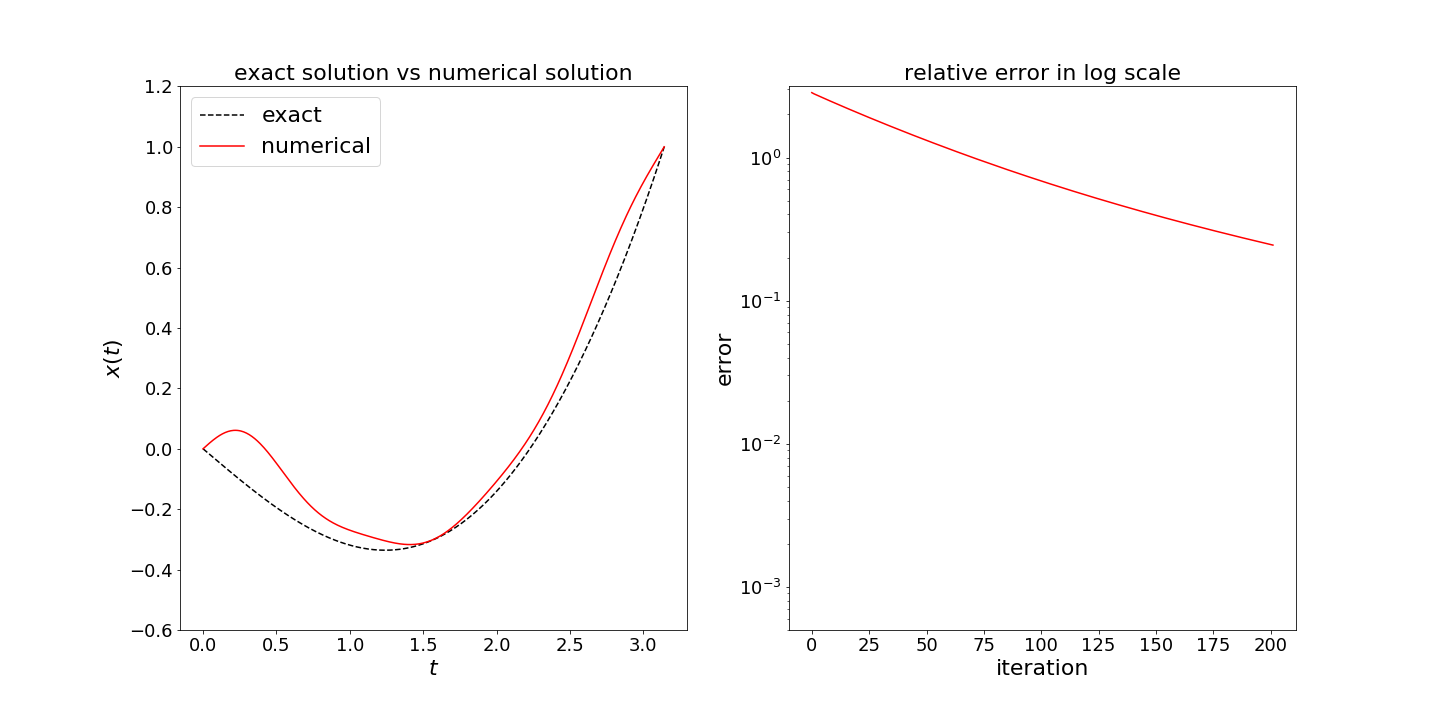 exact solution vs numerical solution
exact
numerical
1.2
1.0
0.8
0.6
0.4
0.2
0.0
−0.2
−0.4
−0.6
x(t)
0.0 0.5 1.0 1.5 2.0 2.5 3.0
t
relative error in log scale
10⁰
10⁻¹
10⁻²
10⁻³
error
0 25 50 75 100 125 150 175 200
iteration